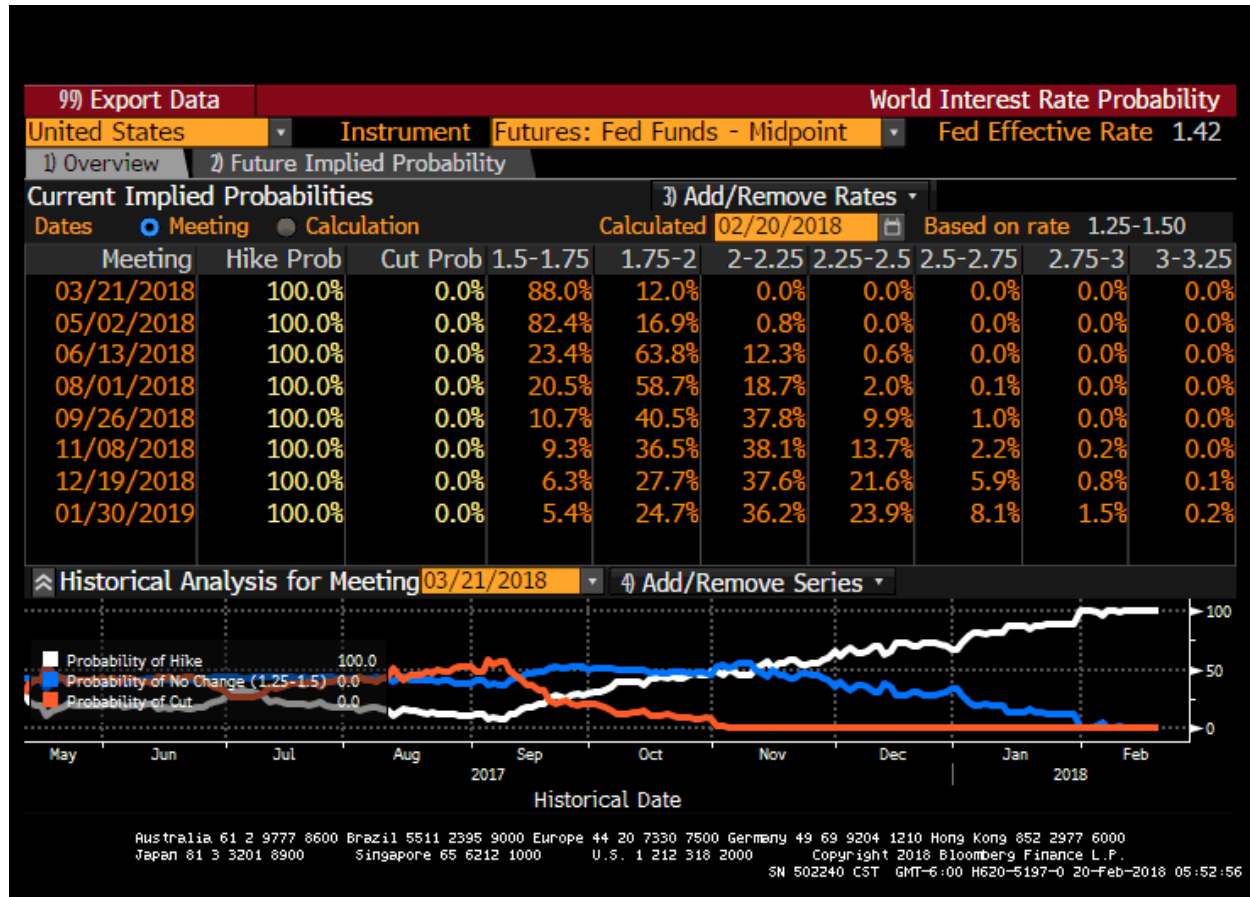 99) Export Data World Interest Rate Probability
United States Instrument Futures: Fed Funds - Midpoint Fed Effective Rate 1.42
1) Overview 2) Future Implied Probability
Current Implied Probabilities 3) Add/Remove Rates
Dates Meeting Calculation Calculated 02/20/2018 Based on rate 1.25-1.50
Meeting Hike Prob Cut Prob 1.5-1.75 1.75-2 2-2.25 2.25-2.5 2.5-2.75 2.75-3 3-3.25
03/21/2018 100.0% 0.0% 88.0% 12.0% 0.0% 0.0% 0.0% 0.0% 0.0%
05/02/2018 100.0% 0.0% 82.4% 16.9% 0.8% 0.0% 0.0% 0.0% 0.0%
06/13/2018 100.0% 0.0% 23.4% 63.8% 12.3% 0.6% 0.0% 0.0% 0.0%
08/01/2018 100.0% 0.0% 20.5% 58.7% 18.7% 2.0% 0.1% 0.0% 0.0%
09/26/2018 100.0% 0.0% 10.7% 40.5% 37.8% 9.9% 1.0% 0.0% 0.0%
11/08/2018 100.0% 0.0% 9.3% 36.5% 38.1% 13.7% 2.2% 0.2% 0.0%
12/19/2018 100.0% 0.0% 6.3% 27.7% 37.6% 21.6% 5.9% 0.8% 0.1%
01/30/2019 100.0% 0.0% 5.4% 24.7% 36.2% 23.9% 8.1% 1.5% 0.2%
Historical Analysis for Meeting 03/21/2018 4) Add/Remove Series
100
Probability of Hike 100.0
Probability of No Change (1.25-1.5) 0.0
50
Probability of Cut 0.0
0
May Jun Jul Aug Sep Oct Nov Dec Jan Feb
2017 2018
Historical Date
Australia 61 2 9777 8600 Brazil 5511 2395 9000 Europe 44 20 7330 7500 Germany 49 69 9204 1210 Hong Kong 852 2977 6000
Japan 81 3 3201 8900 Singapore 65 6212 1000 U.S. 1 212 318 2000 Copyright 2018 Bloomberg Finance L.P.
SN 502240 CST GMT-6:00 H620-5197-0 20-Feb-2018 05:52:56